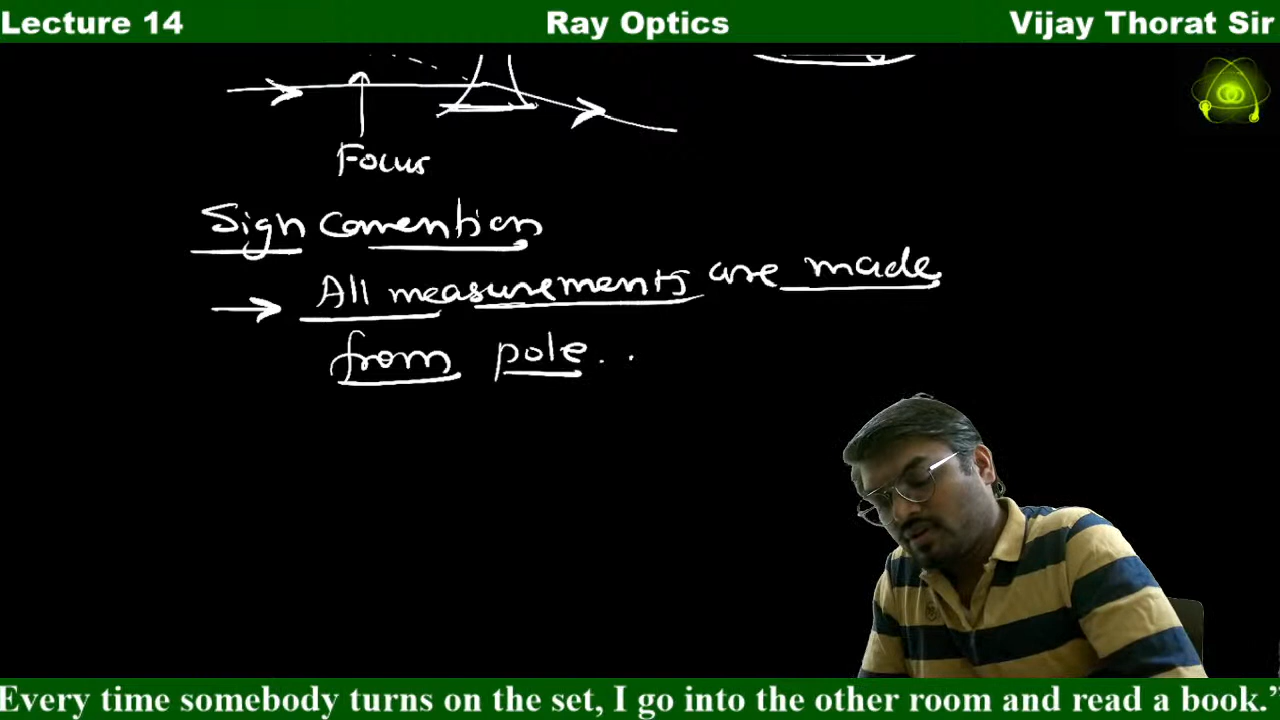 Lecture 14 Ray Optics Vijay Thorat Sir
Focus
Sign Convention
→ All measurements are made
from pole..
Every time somebody turns on the set, I go into the other room and read a book.”